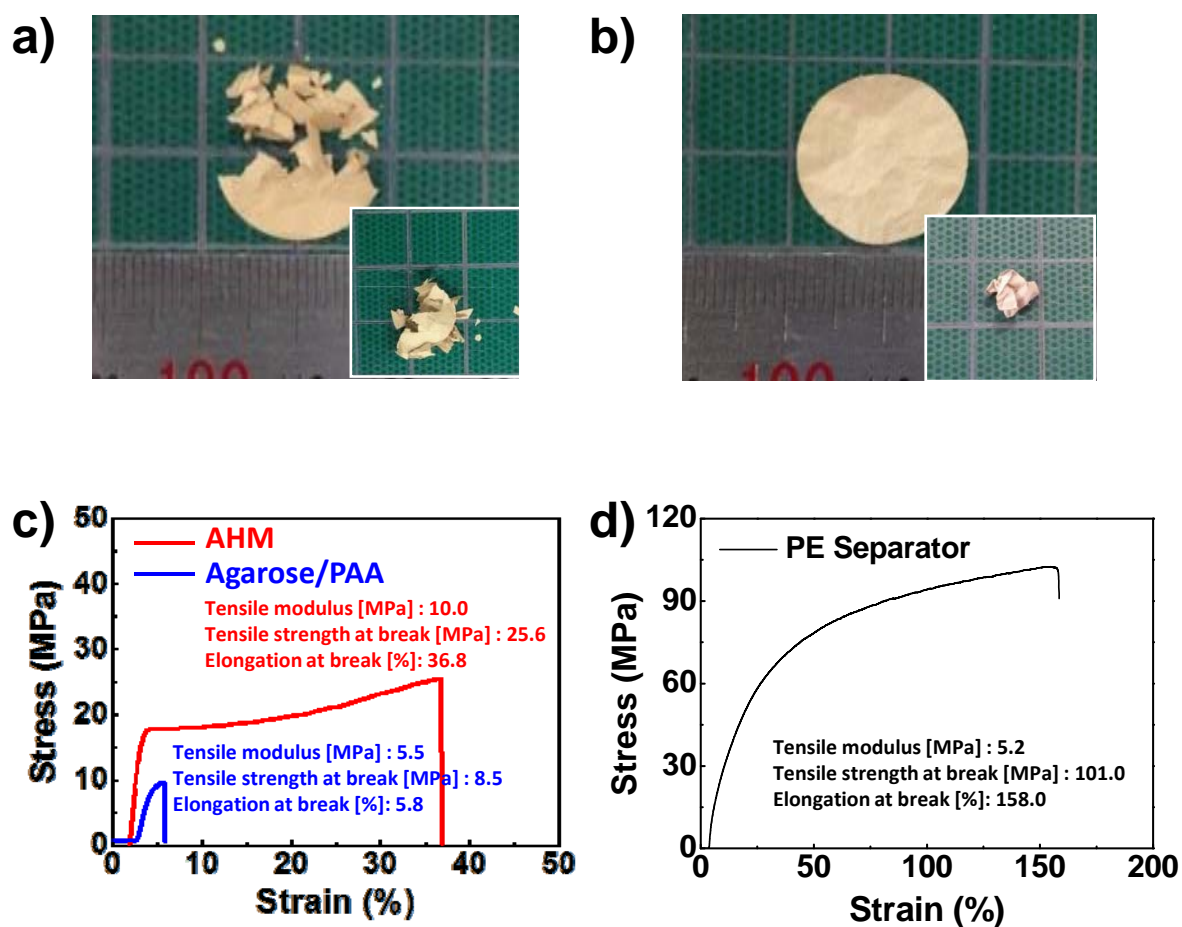 a)
b)
100
100
c)
50
40
30
20
10
0
Stress (MPa)
AHM
Agarose/PAA
Tensile modulus [MPa] : 10.0
Tensile strength at break [MPa] : 25.6
Elongation at break [%]: 36.8
Tensile modulus [MPa] : 5.5
Tensile strength at break [MPa] : 8.5
Elongation at break [%]: 5.8
0 10 20 30 40 50
Strain (%)
d)
120
90
60
30
0
Stress (MPa)
PE Separator
Tensile modulus [MPa] : 5.2
Tensile strength at break [MPa] : 101.0
Elongation at break [%]: 158.0
0 50 100 150 200
Strain (%)